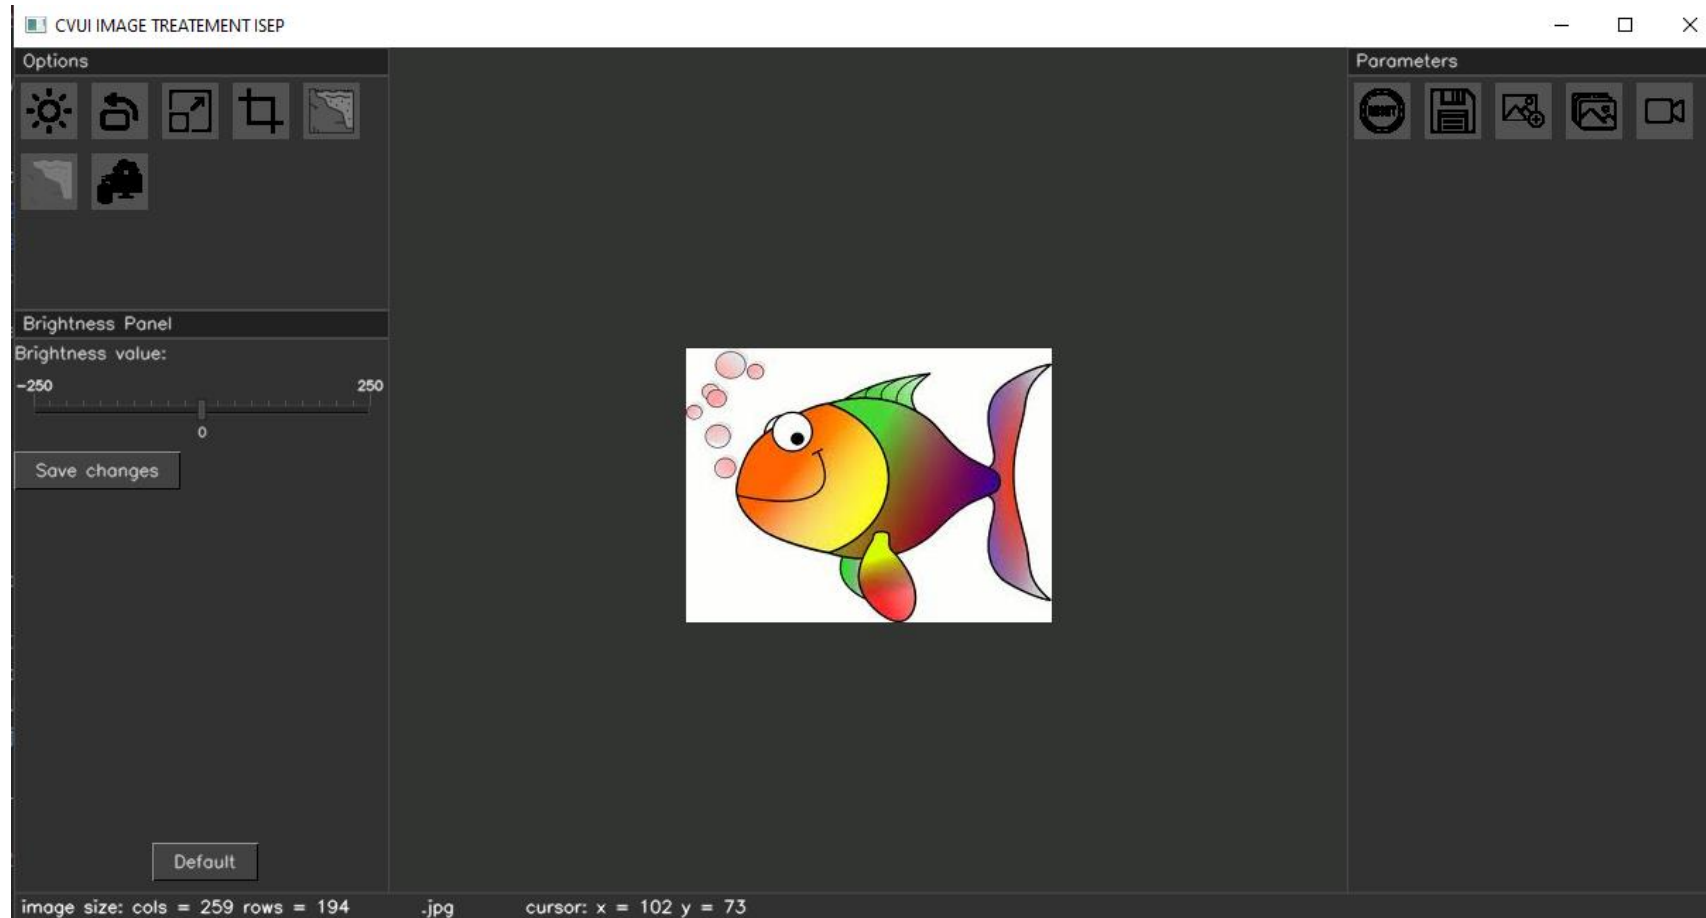 CVUI IMAGE TREATEMENT ISEP
Options
Parameters
RESET
Brightness Panel
Brightness value:
-250 250
0
Save changes
Default
image size: cols = 259 rows = 194 .jpg cursor: x = 102 y = 73